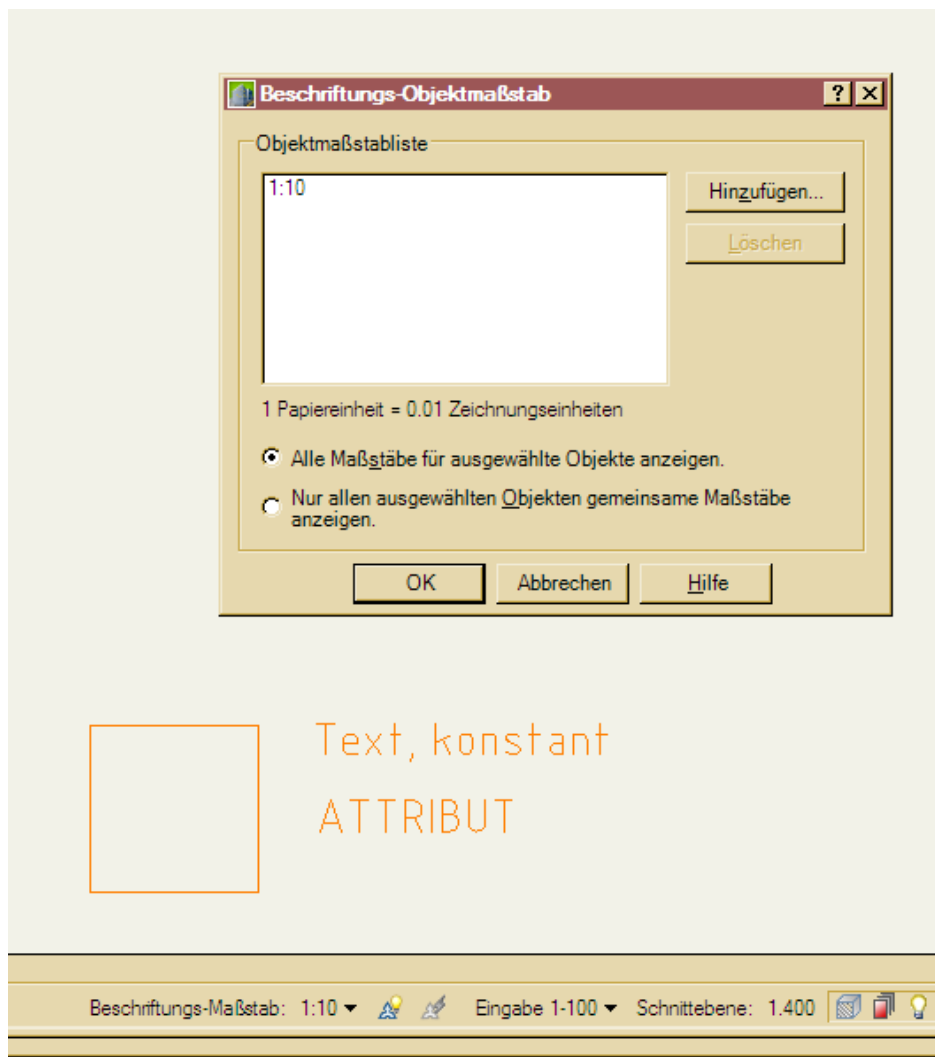 Beschriftungs-Objektmaßstab
Objektmaßstabliste
1:10
Hinzufügen...
Löschen
1 Papiereinheit = 0.01 Zeichnungseinheiten
Alle Maßstäbe für ausgewählte Objekte anzeigen.
Nur allen ausgewählten Objekten gemeinsame Maßstäbe
anzeigen.
OK Abbrechen Hilfe
Text, konstant
ATTRIBUT
Beschriftungs-Maßstab: 1:10 Eingabe 1-100 Schnittebene: 1.400